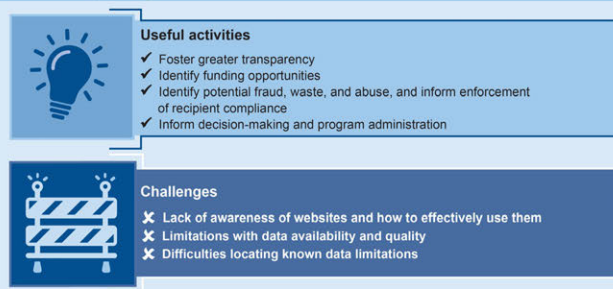 Useful activities
✓ Foster greater transparency
✓ Identify funding opportunities
✓ Identify potential fraud, waste, and abuse, and inform enforcement
of recipient compliance
✓ Inform decision-making and program administration
Challenges
✘ Lack of awareness of websites and how to effectively use them
✘ Limitations with data availability and quality
✘ Difficulties locating known data limitations